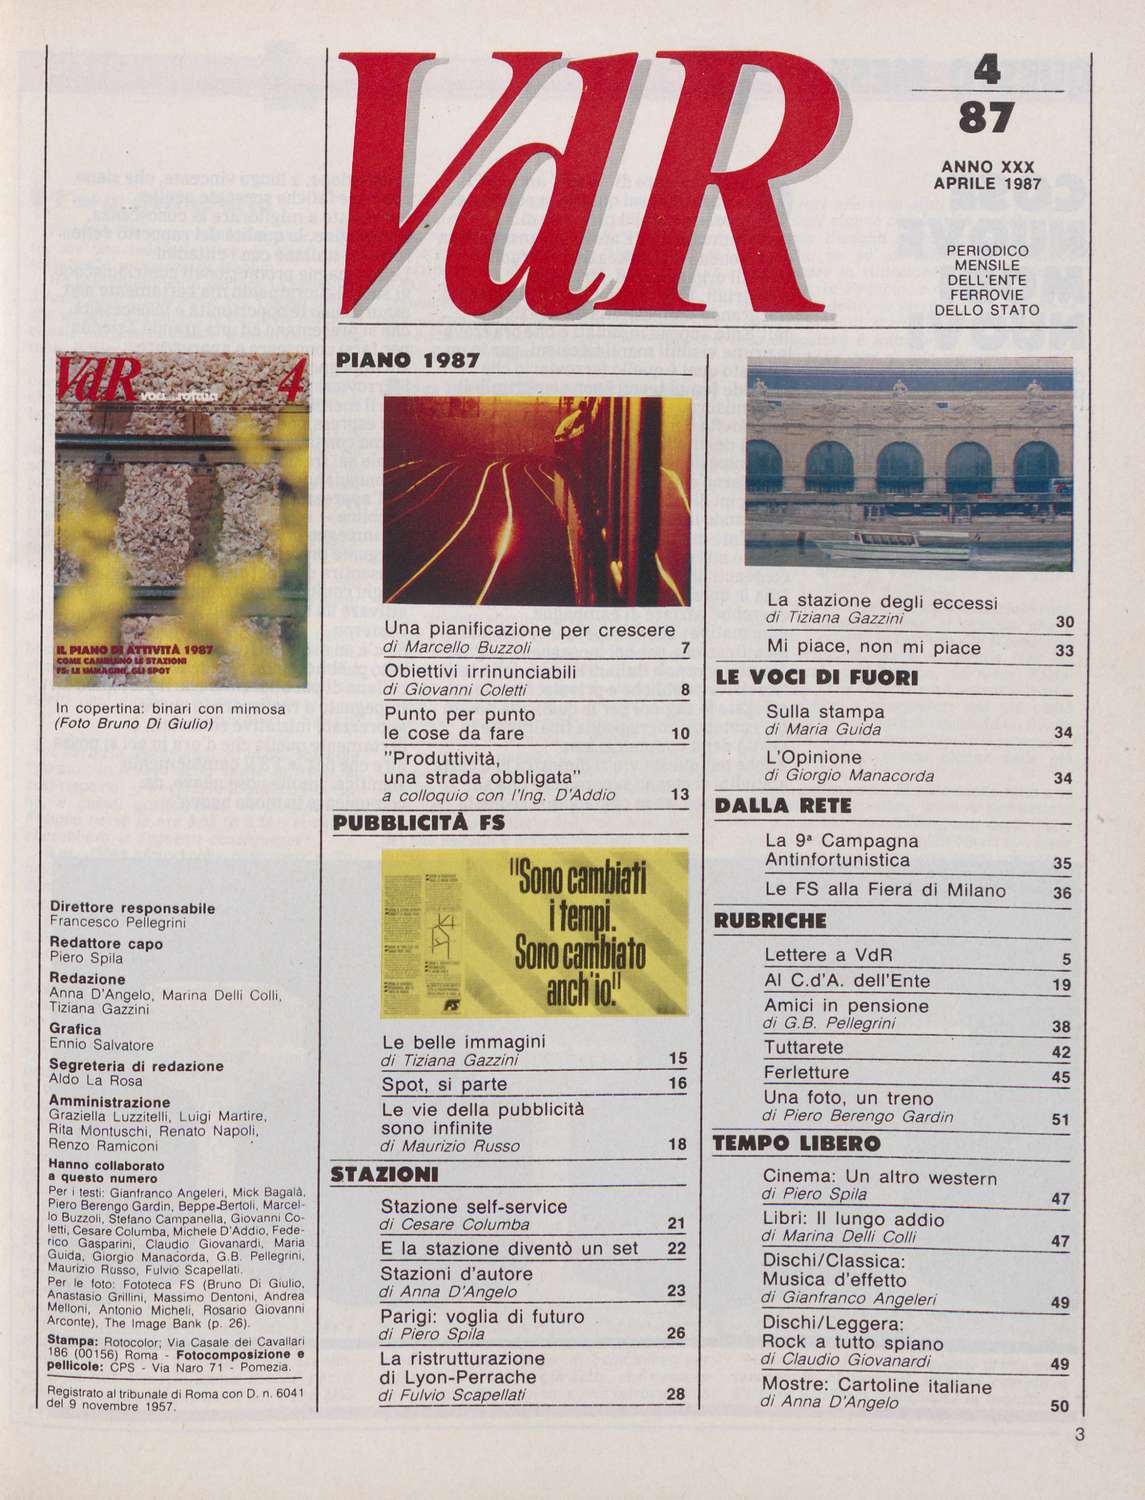 VdR
4
87
ANNO XXX
APRILE 1987
PERIODICO
MENSILE
DELL'ENTE
FERROVIE
DELLO STATO
VdR
4
IL PIANO DI ATTIVITÀ 1987
COME CAMBIANO LE STAZIONI
FS: LE IMMAGINI, GLI SPOT
In copertina: binari con mimosa
(Foto Bruno Di Giulio)
Direttore responsabile
Francesco Pellegrini
Redattore capo
Piero Spila
Redazione
Anna D'Angelo, Marina Delli Colli,
Tiziana Gazzini
Grafica
Ennio Salvatore
Segreteria di redazione
Aldo La Rosa
Amministrazione
Graziella Luzzitelli, Luigi Martire,
Rita Montuschi, Renato Napoli,
Renzo Ramiconi
Hanno collaborato
a questo numero
Per i testi: Gianfranco Angeleri, Mick Bagalà,
Piero Berengo Gardin, Beppe-Bertoli, Marcel-
lo Buzzoli, Stefano Campanella, Giovanni Co-
letti, Cesare Columba, Michele D'Addio, Fede-
rico Gasparini, Claudio Giovanardi, Maria
Guida, Giorgio Manacorda, G.B. Pellegrini,
Maurizio Russo, Fulvio Scapellati.
Per le foto: Fototeca FS (Bruno Di Giulio,
Anastasio Grillini, Massimo Dentoni, Andrea
Melloni, Antonio Micheli, Rosario Giovanni
Arconte), The Image Bank (p. 26).
Stampa: Rotocolor; Via Casale dei Cavallari
186 (00156) Roma - Fotocomposizione e
pellicole: CPS - Via Naro 71 - Pomezia.
Registrato al tribunale di Roma con D. n. 6041
del 9 novembre 1957.
PIANO 1987
Una pianificazione per crescere
di Marcello Buzzoli 7
Obiettivi irrinunciabili
di Giovanni Coletti 8
Punto per punto
le cose da fare 10
"Produttività,
una strada obbligata"
a colloquio con l'Ing. D'Addio 13
PUBBLICITÀ FS
"Sono cambiati
i tempi.
Sono cambiato
anch'io."
FS
Le belle immagini
di Tiziana Gazzini 15
Spot, si parte 16
Le vie della pubblicità
sono infinite
di Maurizio Russo 18
STAZIONI
Stazione self-service
di Cesare Columba 21
E la stazione diventò un set 22
Stazioni d'autore
di Anna D'Angelo 23
Parigi: voglia di futuro
di Piero Spila 26
La ristrutturazione
di Lyon-Perrache
di Fulvio Scapellati 28
La stazione degli eccessi
di Tiziana Gazzini 30
Mi piace, non mi piace 33
LE VOCI DI FUORI
Sulla stampa
di Maria Guida 34
L'Opinione
di Giorgio Manacorda 34
DALLA RETE
La 9ª Campagna
Antinfortunistica 35
Le FS alla Fiera di Milano 36
RUBRICHE
Lettere a VdR 5
Al C.d'A. dell'Ente 19
Amici in pensione
di G.B. Pellegrini 38
Tuttarete 42
Ferletture 45
Una foto, un treno
di Piero Berengo Gardin 51
TEMPO LIBERO
Cinema: Un altro western
di Piero Spila 47
Libri: Il lungo addio
di Marina Delli Colli 47
Dischi/Classica:
Musica d'effetto
di Gianfranco Angeleri 49
Dischi/Leggera:
Rock a tutto spiano
di Claudio Giovanardi 49
Mostre: Cartoline italiane
di Anna D'Angelo 50
3